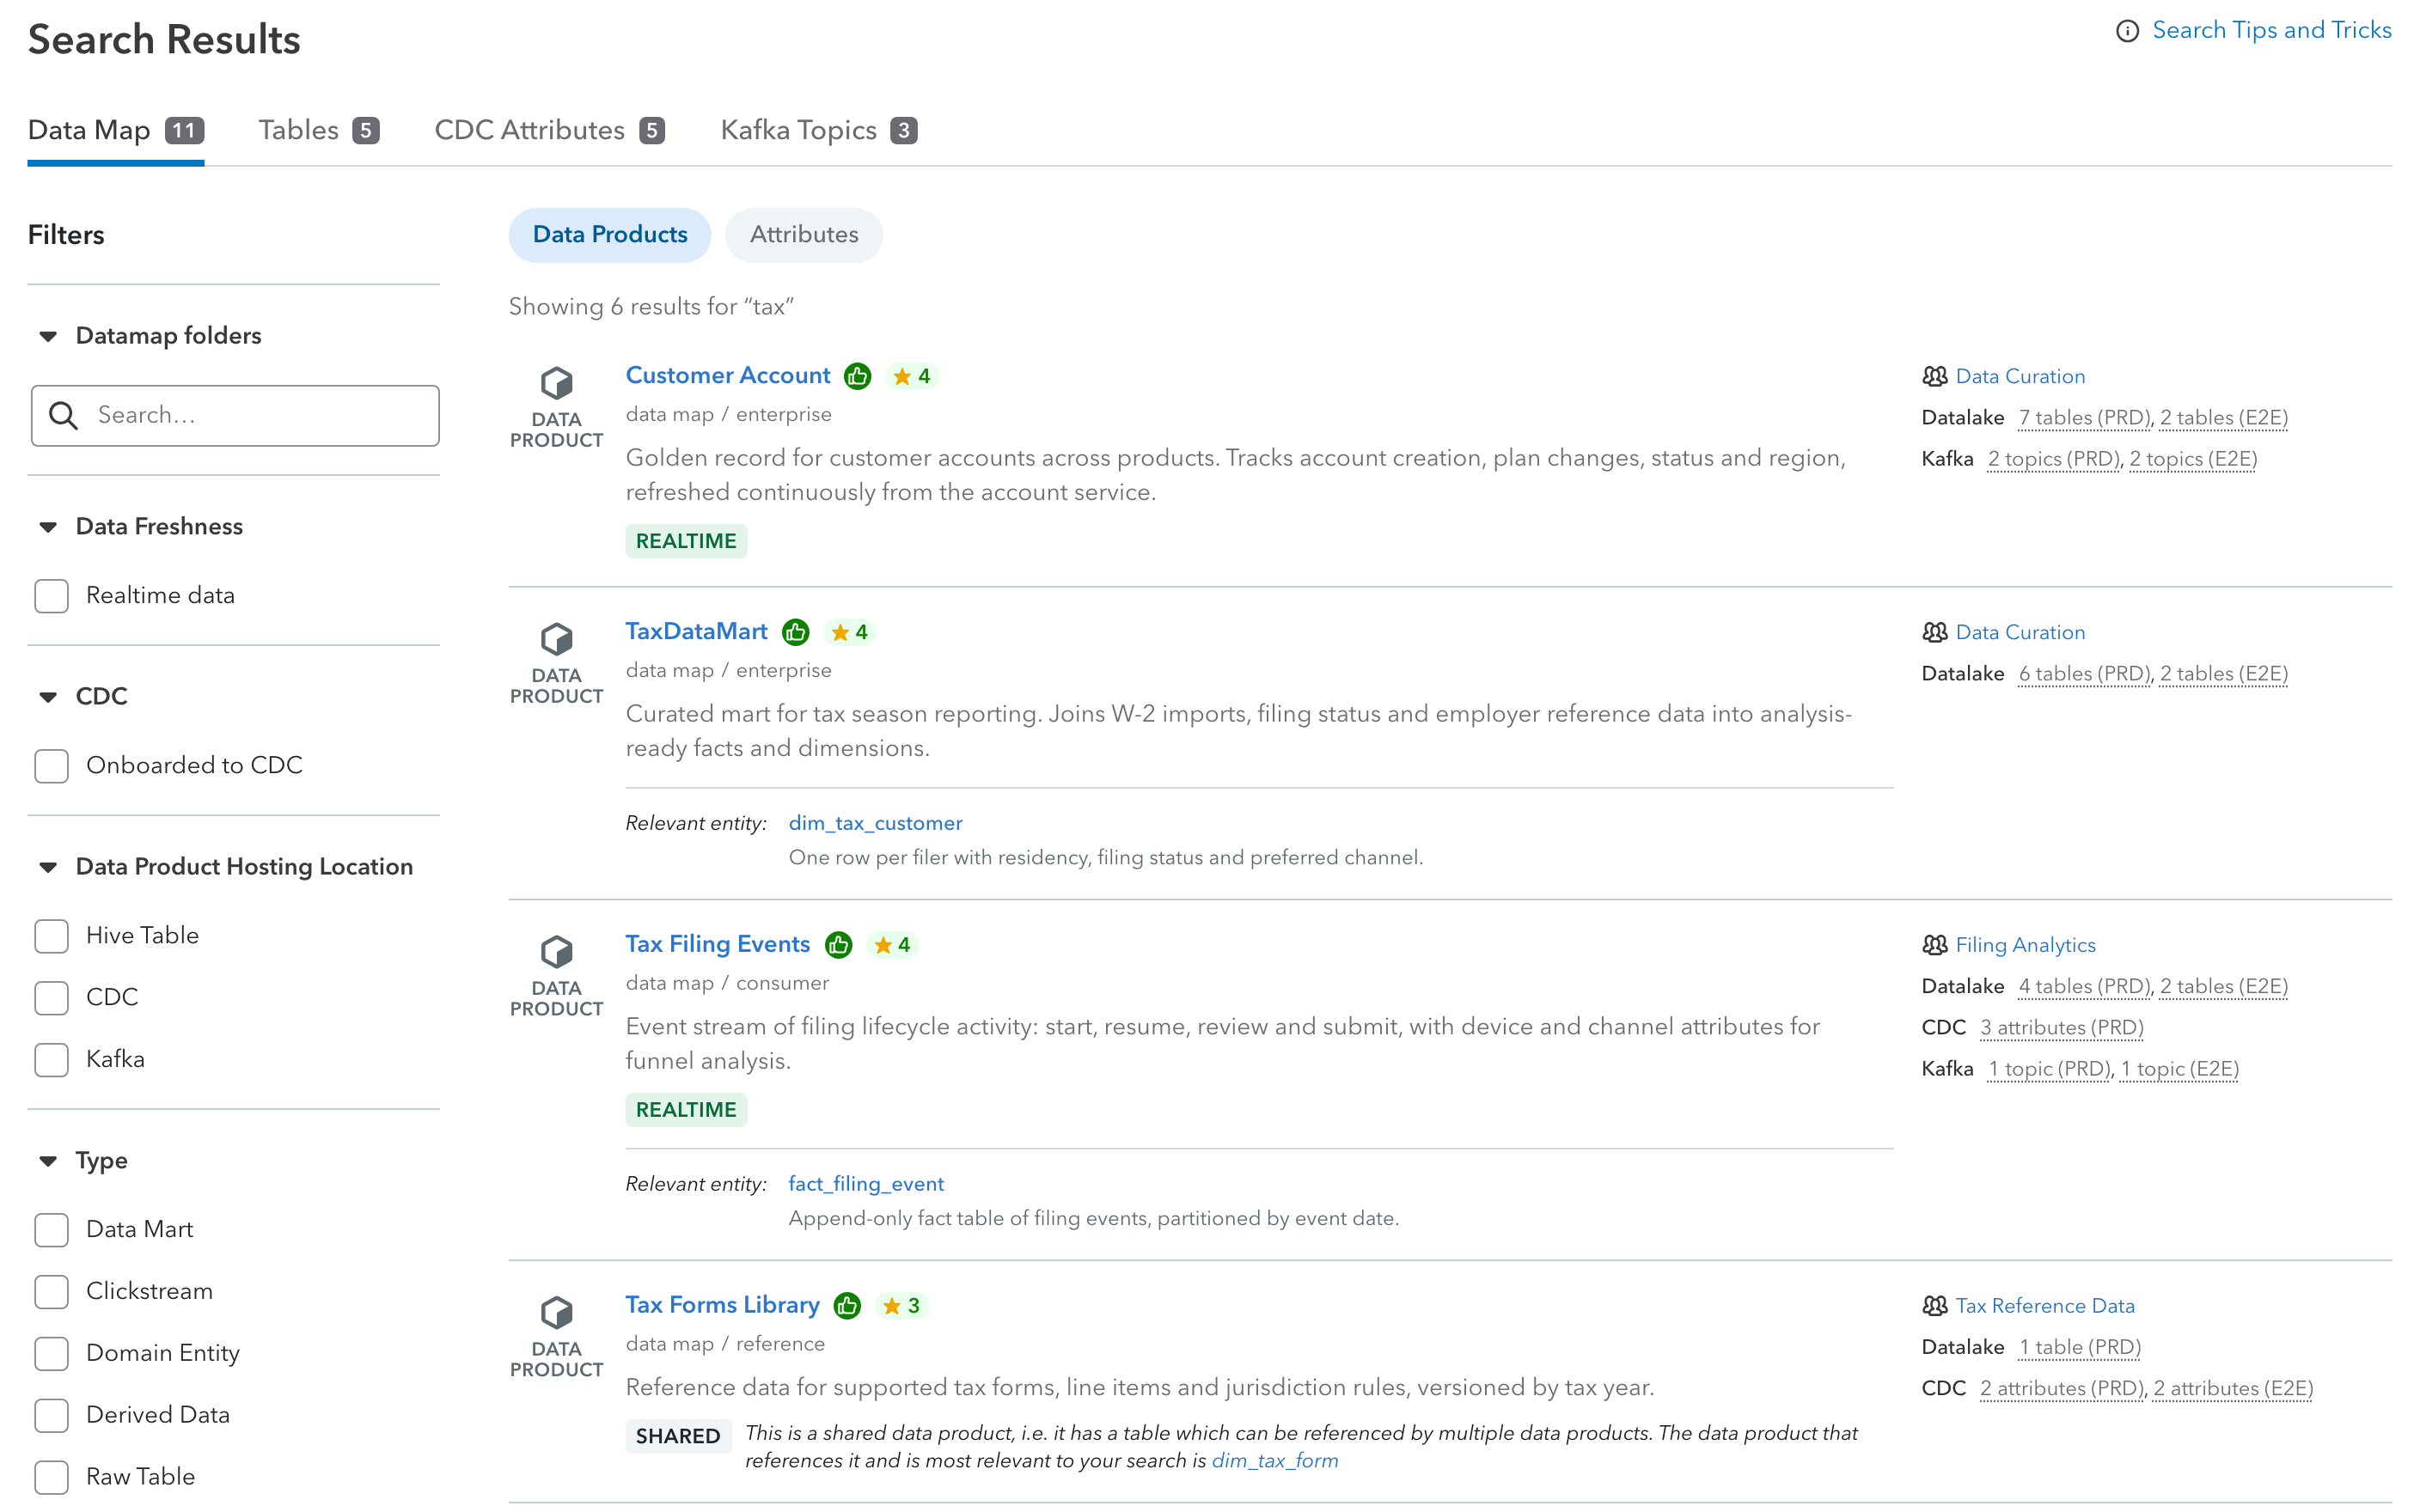 Search Results
Search Tips and Tricks
Data Map 11
Tables 5
CDC Attributes 5
Kafka Topics 3
Filters
Datamap folders
Search…
Data Freshness
Realtime data
CDC
Onboarded to CDC
Data Product Hosting Location
Hive Table
CDC
Kafka
Type
Data Mart
Clickstream
Domain Entity
Derived Data
Raw Table
Data Products
Attributes
Showing 6 results for “tax”
DATA
PRODUCT
Customer Account 4
data map / enterprise
Golden record for customer accounts across products. Tracks account creation, plan changes, status and region,
refreshed continuously from the account service.
REALTIME
Data Curation
Datalake 7 tables (PRD), 2 tables (E2E)
Kafka 2 topics (PRD), 2 topics (E2E)
DATA
PRODUCT
TaxDataMart 4
data map / enterprise
Curated mart for tax season reporting. Joins W-2 imports, filing status and employer reference data into analysis-
ready facts and dimensions.
Relevant entity: dim_tax_customer
One row per filer with residency, filing status and preferred channel.
Data Curation
Datalake 6 tables (PRD), 2 tables (E2E)
DATA
PRODUCT
Tax Filing Events 4
data map / consumer
Event stream of filing lifecycle activity: start, resume, review and submit, with device and channel attributes for
funnel analysis.
REALTIME
Relevant entity: fact_filing_event
Append-only fact table of filing events, partitioned by event date.
Filing Analytics
Datalake 4 tables (PRD), 2 tables (E2E)
CDC 3 attributes (PRD)
Kafka 1 topic (PRD), 1 topic (E2E)
DATA
PRODUCT
Tax Forms Library 3
data map / reference
Reference data for supported tax forms, line items and jurisdiction rules, versioned by tax year.
SHARED This is a shared data product, i.e. it has a table which can be referenced by multiple data products. The data product that
references it and is most relevant to your search is dim_tax_form
Tax Reference Data
Datalake 1 table (PRD)
CDC 2 attributes (PRD), 2 attributes (E2E)